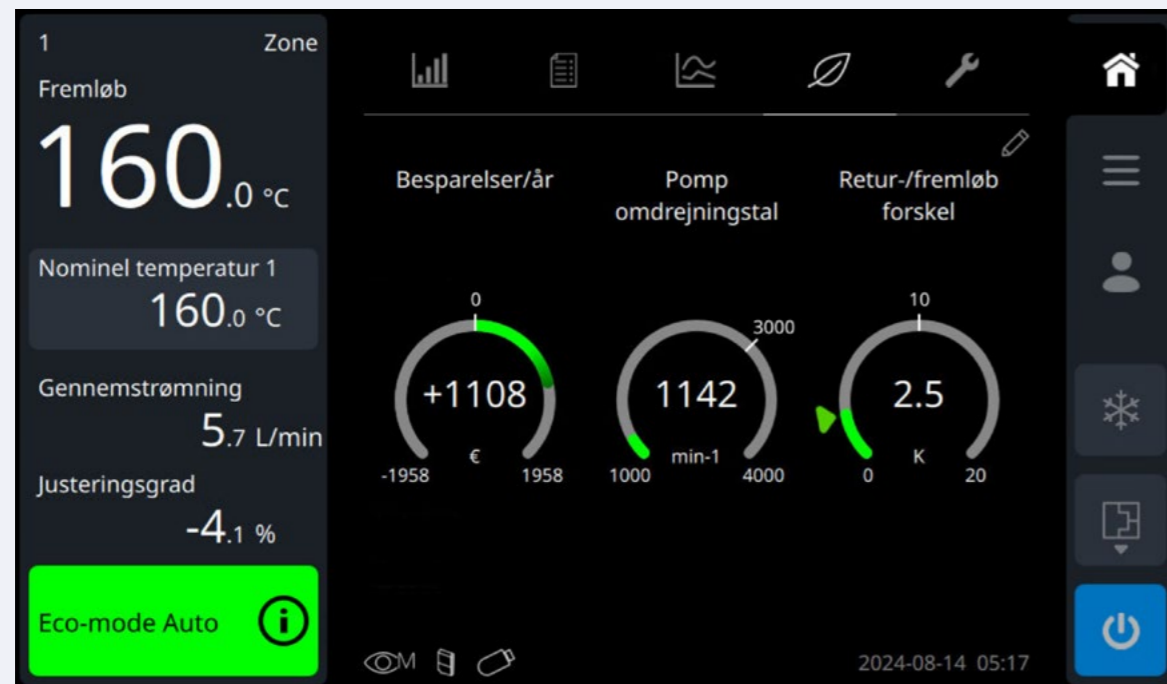 1 Zone
Fremløb
160.0 °C
Nominel temperatur 1
160.0 °C
Gennemstrømning
5.7 L/min
Justeringsgrad
-4.1 %
Eco-mode Auto i
Besparelser/år
0
+1108
€
-1958 1958
Pomp
omdrejningstal
3000
1142
min-1
1000 4000
Retur-/fremløb
forskel
10
2.5
K
0 20
M
2024-08-14 05:17